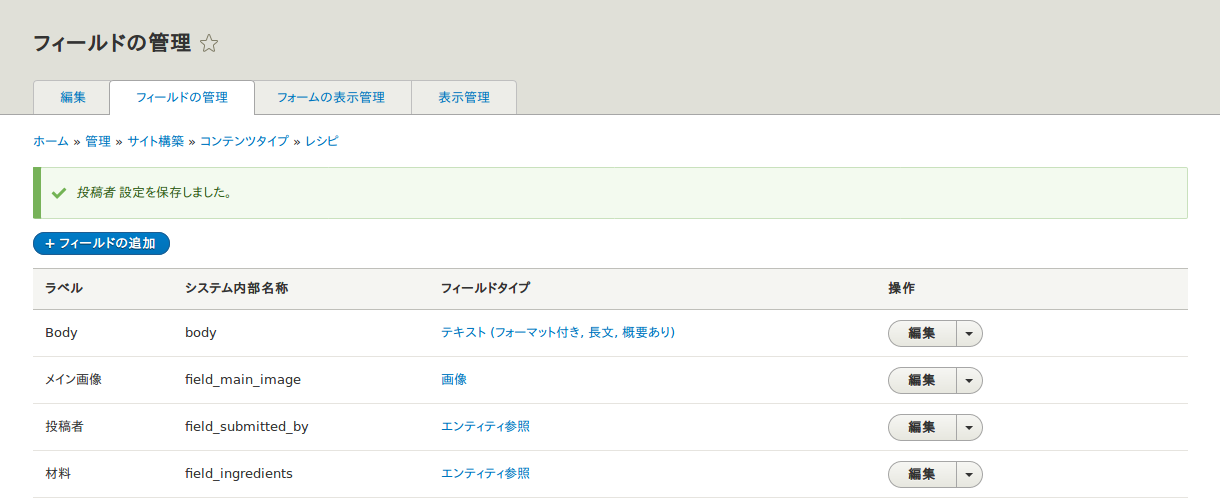 フィールドの管理
編集 フィールドの管理 フォームの表示管理 表示管理
ホーム » 管理 » サイト構築 » コンテンツタイプ » レシピ
投稿者 設定を保存しました。
+ フィールドの追加
ラベル システム内部名称 フィールドタイプ 操作
Body body テキスト (フォーマット付き, 長文, 概要あり) 編集
メイン画像 field_main_image 画像 編集
投稿者 field_submitted_by エンティティ参照 編集
材料 field_ingredients エンティティ参照 編集